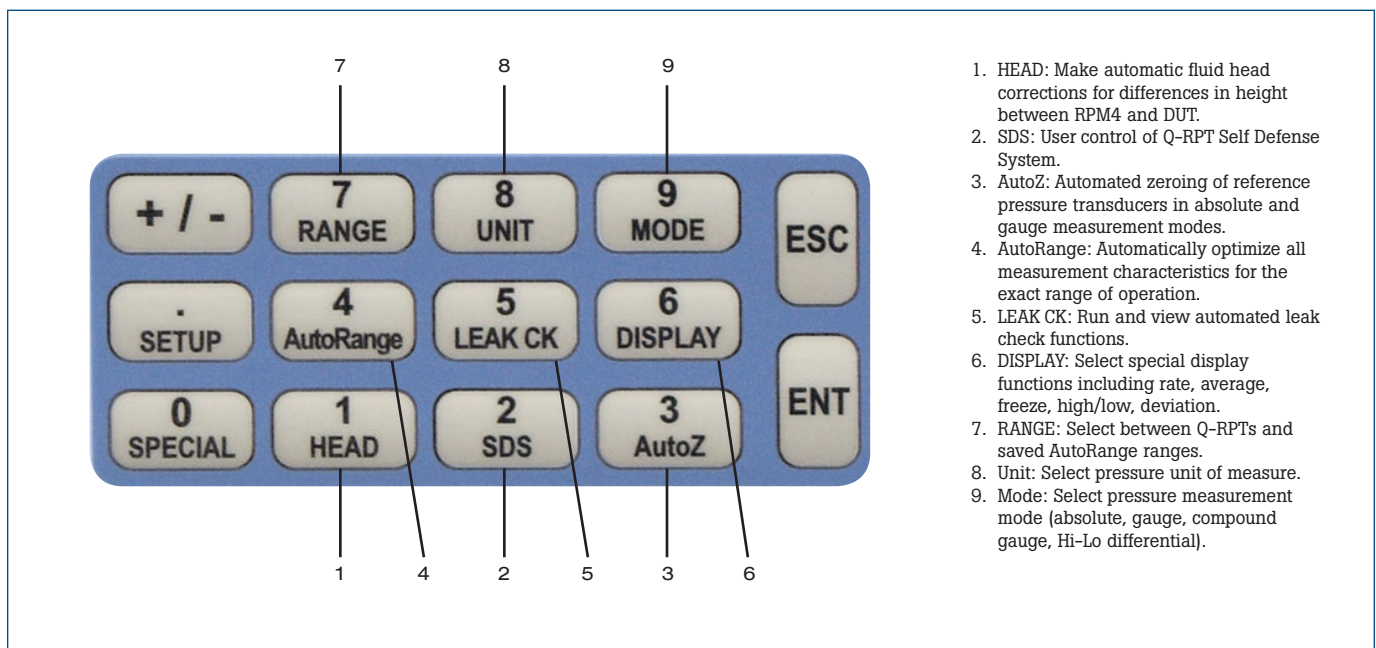 7 8 9
+ / -
7
RANGE
8
UNIT
9
MODE
ESC
.
SETUP
4
AutoRange
5
LEAK CK
6
DISPLAY
ENT
0
SPECIAL
1
HEAD
2
SDS
3
AutoZ
1 4 2 5 3 6
1. HEAD: Make automatic fluid head
corrections for differences in height
between RPM4 and DUT.
2. SDS: User control of Q-RPT Self Defense
System.
3. AutoZ: Automated zeroing of reference
pressure transducers in absolute and
gauge measurement modes.
4. AutoRange: Automatically optimize all
measurement characteristics for the
exact range of operation.
5. LEAK CK: Run and view automated leak
check functions.
6. DISPLAY: Select special display
functions including rate, average,
freeze, high/low, deviation.
7. RANGE: Select between Q-RPTs and
saved AutoRange ranges.
8. Unit: Select pressure unit of measure.
9. Mode: Select pressure measurement
mode (absolute, gauge, compound
gauge, Hi-Lo differential).